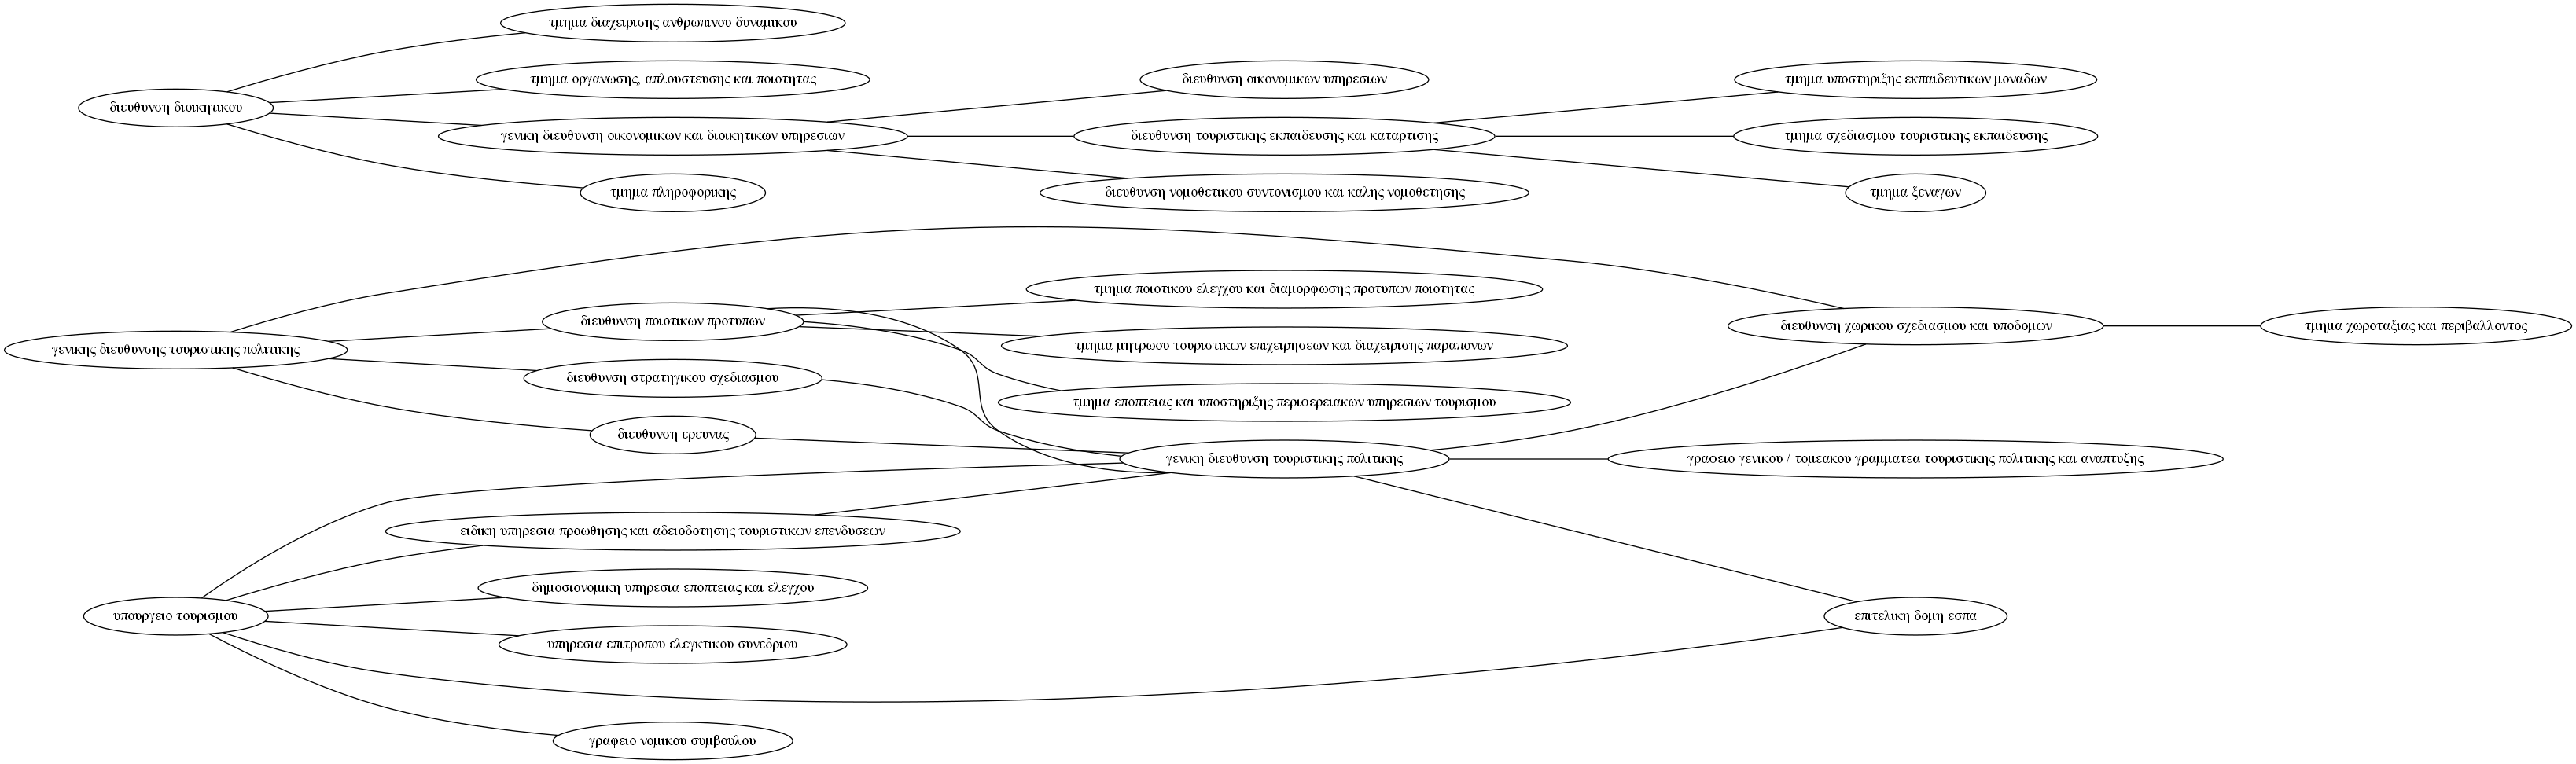 τμημα διαχειρισης ανθρωπινου δυναμικου
τμημα οργανωσης, απλουστευσης και ποιοτητας
διευθυνση οικονομικων υπηρεσιων
τμημα υποστηριξης εκπαιδευτικων μοναδων
διευθυνση διοικητικου
γενικη διευθυνση οικονομικων και διοικητικων υπηρεσιων
διευθυνση τουριστικης εκπαιδευσης και καταρτισης
τμημα σχεδιασμου τουριστικης εκπαιδευσης
τμημα πληροφορικης
διευθυνση νομοθετικου συντονισμου και καλης νομοθετησης
τμημα ξεναγων
τμημα ποιοτικου ελεγχου και διαμορφωσης προτυπων ποιοτητας
διευθυνση ποιοτικων προτυπων
διευθυνση χωρικου σχεδιασμου και υποδομων
τμημα χωροταξιας και περιβαλλοντος
γενικης διευθυνσης τουριστικης πολιτικης
τμημα μητρωου τουριστικων επιχειρησεων και διαχειρισης παραπονων
διευθυνση στρατηγικου σχεδιασμου
τμημα εποπτειας και υποστηριξης περιφερειακων υπηρεσιων τουρισμου
διευθυνση ερευνας
γενικη διευθυνση τουριστικης πολιτικης
γραφειο γενικου / τομεακου γραμματεα τουριστικης πολιτικης και αναπτυξης
ειδικη υπηρεσια προωθησης και αδειοδοτησης τουριστικων επενδυσεων
δημοσιονομικη υπηρεσια εποπτειας και ελεγχου
υπουργειο τουρισμου
επιτελικη δομη εσπα
υπηρεσια επιτροπου ελεγκτικου συνεδριου
γραφειο νομικου συμβουλου